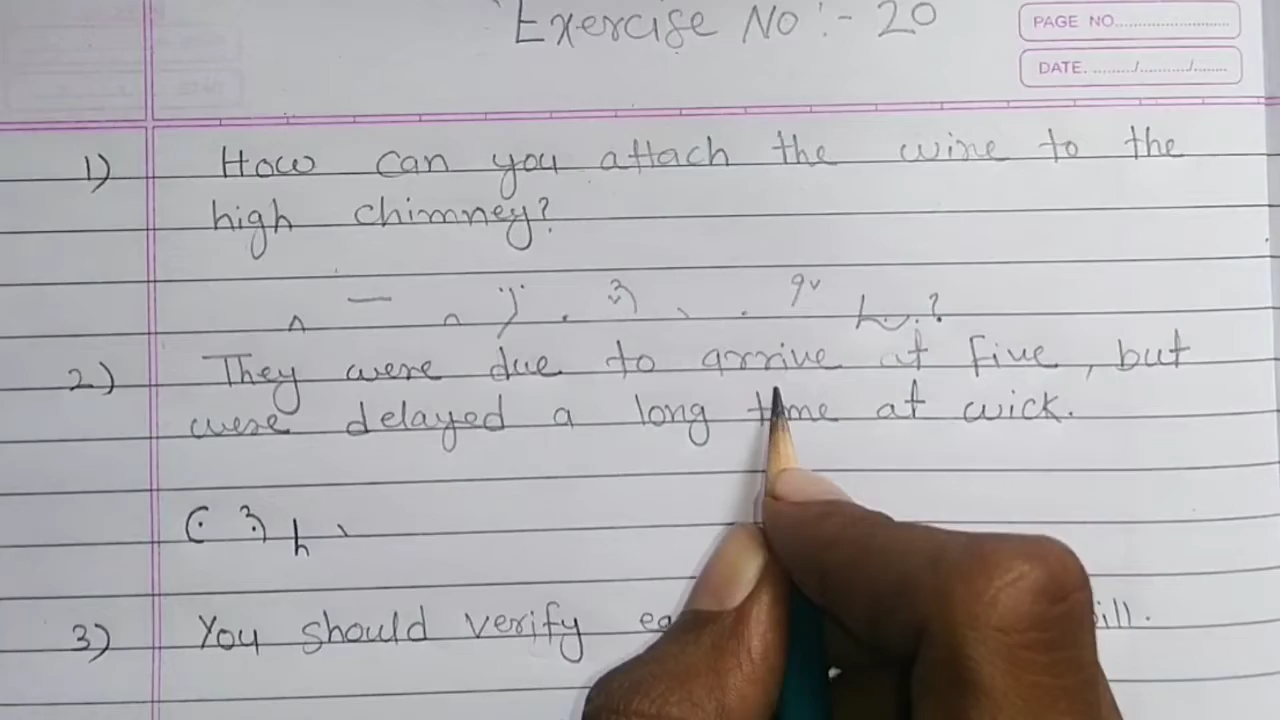 Exercise No :- 20
PAGE NO.
DATE. / /
1) How can you attach the wire to the
high chimney?
2) They were due to arrive at five, but
were delayed a long time at wick.
3) You should verify